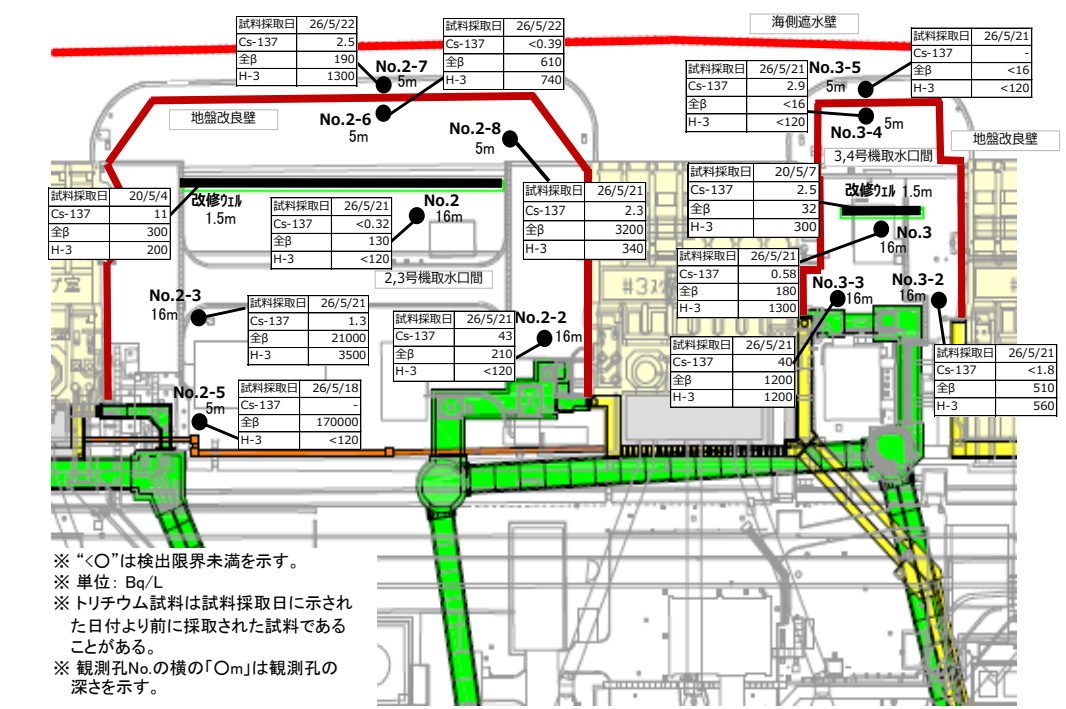 海側遮水壁
試料採取日 26/5/22
Cs-137 2.5
全β 190
H-3 1300
No.2-7
5m
試料採取日 26/5/22
Cs-137 <0.39
全β 610
H-3 740
No.2-6
5m
地盤改良壁
No.2-8
5m
試料採取日 26/5/21
Cs-137 2.9
全β <16
H-3 <120
No.3-5
5m
試料採取日 26/5/21
Cs-137 -
全β <16
H-3 <120
5m
No.3-4
地盤改良壁
3,4号機取水口間
試料採取日 20/5/4
Cs-137 11
全β 300
H-3 200
改修ウェル
1.5m
試料採取日 26/5/21
Cs-137 <0.32
全β 130
H-3 <120
No.2
16m
2,3号機取水口間
試料採取日 26/5/21
Cs-137 2.3
全β 3200
H-3 340
試料採取日 20/5/7
Cs-137 2.5
全β 32
H-3 300
改修ウェル 1.5m
No.3
16m
試料採取日 26/5/21
Cs-137 0.58
全β 180
H-3 1300
No.2-3
16m
試料採取日 26/5/21
Cs-137 1.3
全β 21000
H-3 3500
試料採取日 26/5/21
Cs-137 43
全β 210
H-3 <120
No.2-2
16m
No.3-3
16m
No.3-2
16m
試料採取日 26/5/21
Cs-137 40
全β 1200
H-3 1200
試料採取日 26/5/21
Cs-137 <1.8
全β 510
H-3 560
No.2-5
5m
試料採取日 26/5/18
Cs-137 -
全β 170000
H-3 <120
※ “<〇”は検出限界未満を示す。
※ 単位: Bq/L
※ トリチウム試料は試料採取日に示され
た日付より前に採取された試料である
ことがある。
※ 観測孔No.の横の「〇m」は観測孔の
深さを示す。